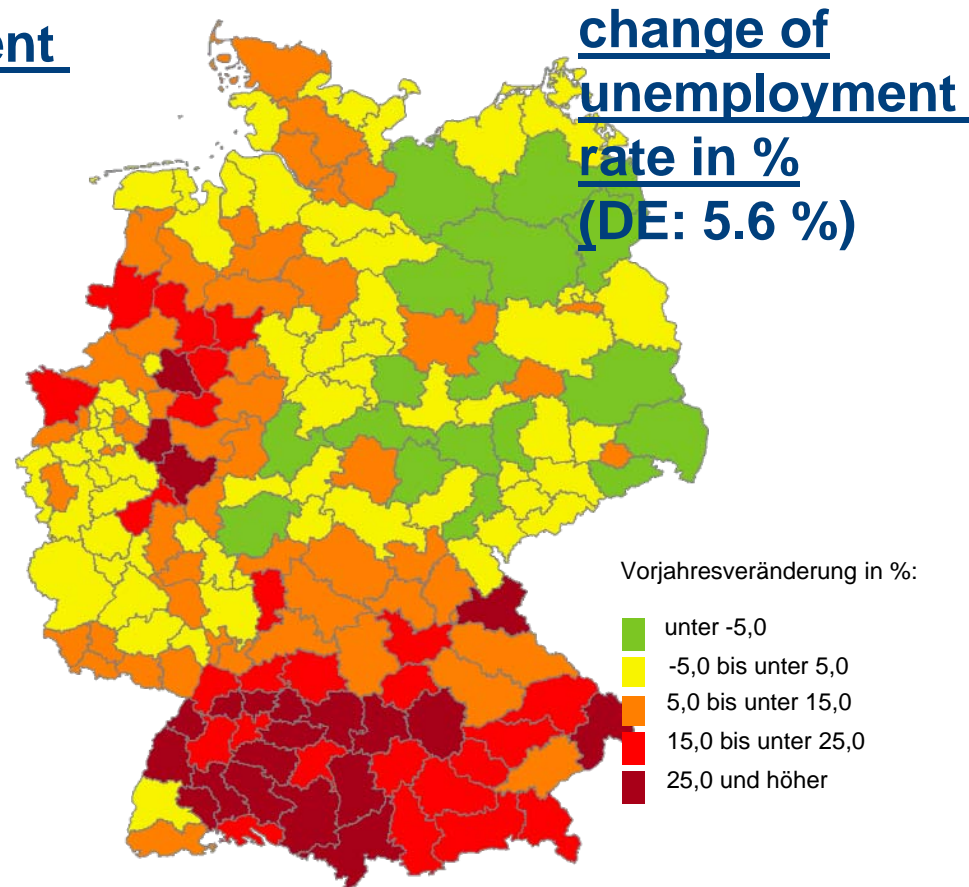 change of
unemployment
rate in %
(DE: 5.6 %)
Vorjahresveränderung in %:
unter -5,0
-5,0 bis unter 5,0
5,0 bis unter 15,0
15,0 bis unter 25,0
25,0 und höher